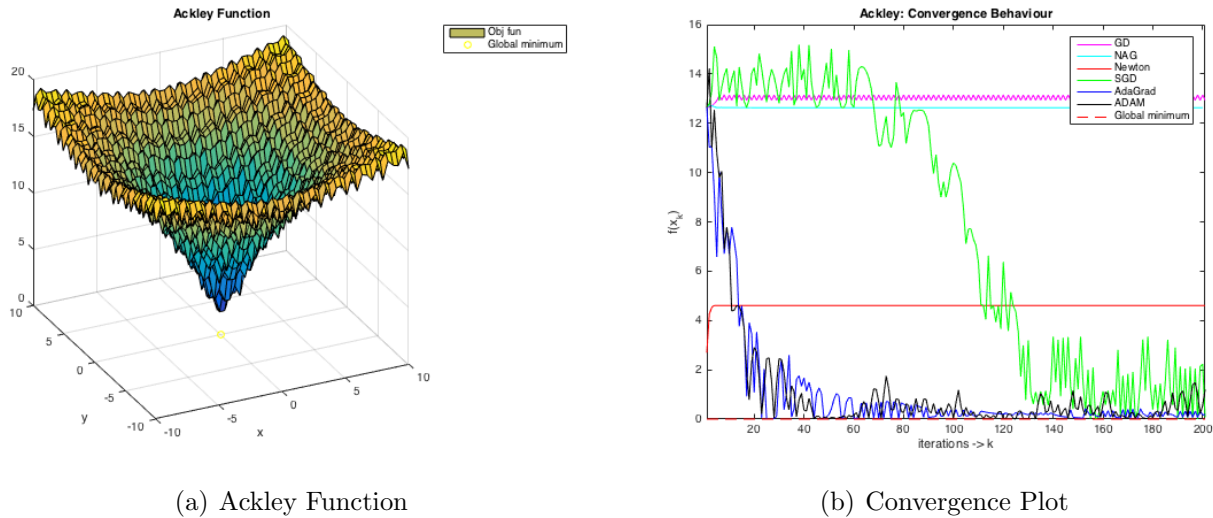 Ackley Function
Obj fun
Global minimum
20
15
10
5
0
10
5
0
-5
-10
y
-10
-5
0
5
10
x
Ackley: Convergence Behaviour
GD
NAG
Newton
SGD
AdaGrad
ADAM
Global minimum
16
14
12
10
8
6
4
2
0
f(x_k)
20 40 60 80 100 120 140 160 180 200
iterations -> k
(a) Ackley Function
(b) Convergence Plot